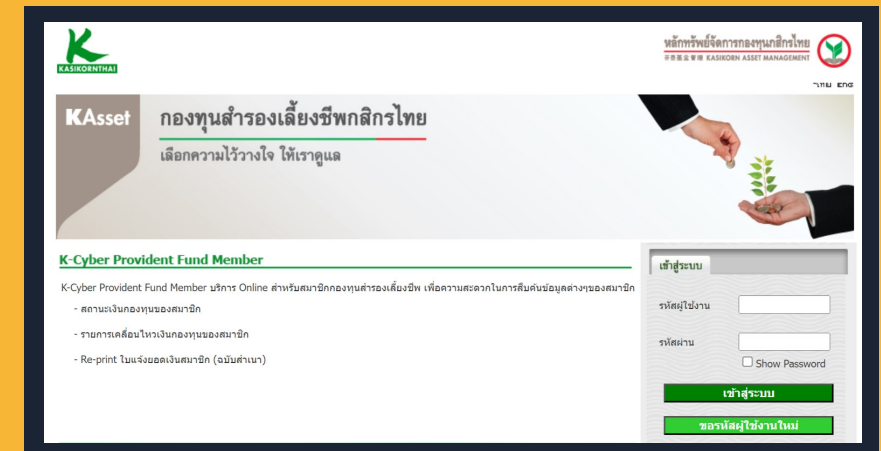 KASIKORNTHAI
หลักทรัพย์จัดการกองทุนกสิกรไทย
KASIKORN ASSET MANAGEMENT
ไทย ENG
KAsset
กองทุนสำรองเลี้ยงชีพกสิกรไทย
เลือกความไว้วางใจ ให้เราดูแล
K-Cyber Provident Fund Member
K-Cyber Provident Fund Member บริการ Online สำหรับสมาชิกกองทุนสำรองเลี้ยงชีพ เพื่อความสะดวกในการสืบค้นข้อมูลต่างๆของสมาชิก
- สถานะเงินกองทุนของสมาชิก
- รายการเคลื่อนไหวเงินกองทุนของสมาชิก
- Re-print ใบแจ้งยอดเงินสมาชิก (ฉบับสำเนา)
เข้าสู่ระบบ
รหัสผู้ใช้งาน
รหัสผ่าน
Show Password
เข้าสู่ระบบ
ขอรหัสผู้ใช้งานใหม่